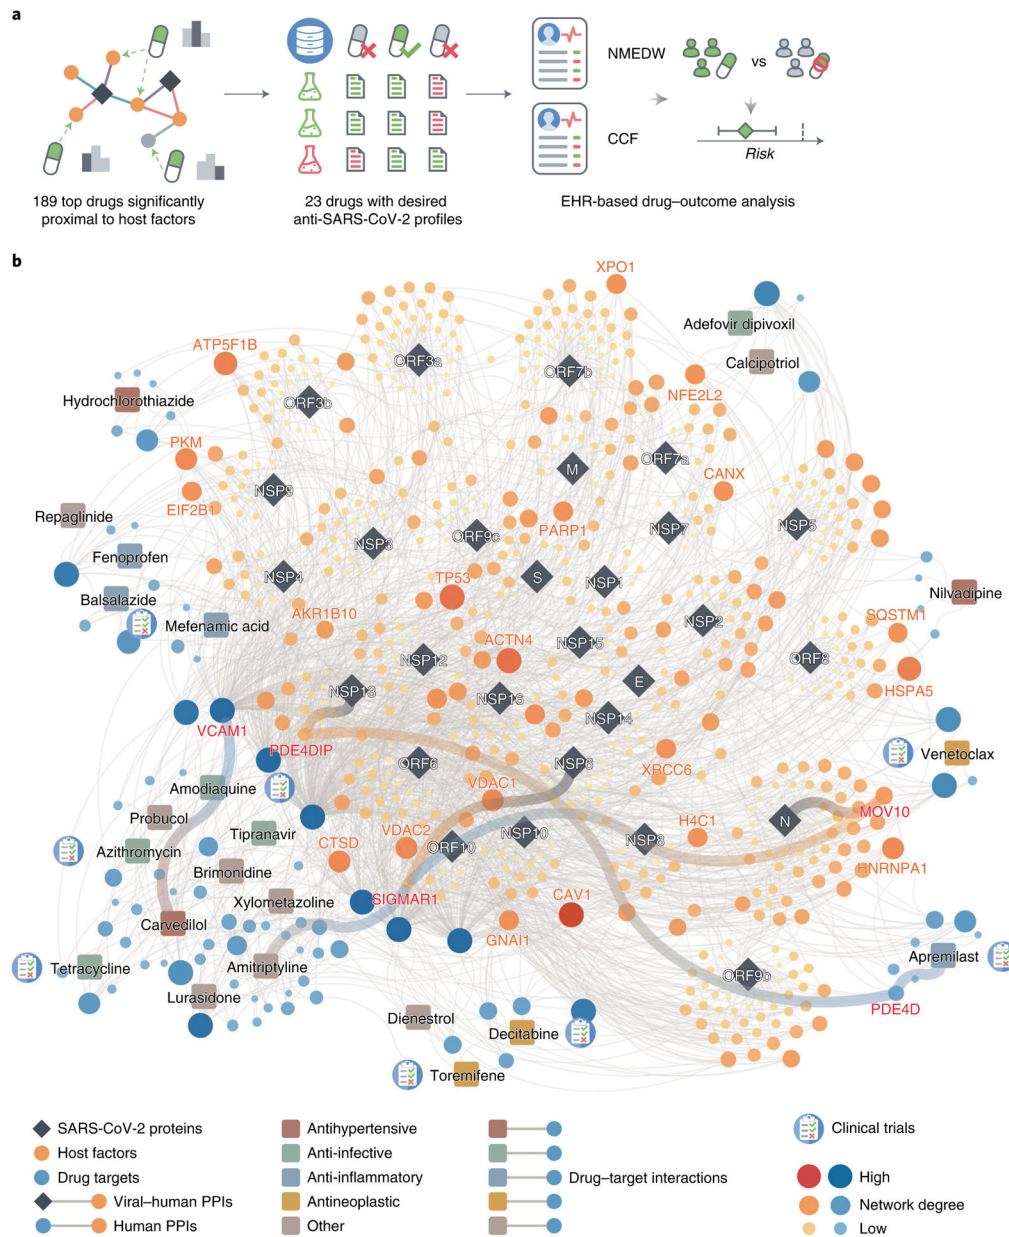 a
NMEDW
vs
CCF
Risk
189 top drugs significantly
proximal to host factors
23 drugs with desired
anti-SARS-CoV-2 profiles
EHR-based drug–outcome analysis
b
XPO1
Adefovir dipivoxil
ATP5F1B
ORF3a
ORF7b
Calcipotriol
Hydrochlorothiazide
ORF3b
NFE2L2
PKM
M
ORF7a
CANX
NSP9
EIF2B1
Repaglinide
PARP1
NSP7
NSP5
ORF9c
NSP3
Fenoprofen
NSP4
TP53
S
NSP1
Balsalazide
Nilvadipine
AKR1B10
Mefenamic acid
NSP2
SQSTM1
ACTN4
NSP15
NSP12
ORF8
E
HSPA5
NSP13
NSP16
NSP14
VCAM1
PDE4DIP
Venetoclax
ORF6
NSP6
XRCC6
Amodiaquine
VDAC1
Probucol
MOV10
N
Tipranavir
VDAC2
NSP10
H4C1
CTSD
ORF10
NSP8
Azithromycin
HNRNPA1
Brimonidine
SIGMAR1
CAV1
Xylometazoline
Carvedilol
GNAI1
Apremilast
Tetracycline
Amitriptyline
ORF9b
Lurasidone
PDE4D
Dienestrol
Decitabine
Toremifene
SARS-CoV-2 proteins
Host factors
Drug targets
Viral–human PPIs
Human PPIs
Antihypertensive
Anti-infective
Anti-inflammatory
Antineoplastic
Other
Drug–target interactions
Clinical trials
High
Network degree
Low